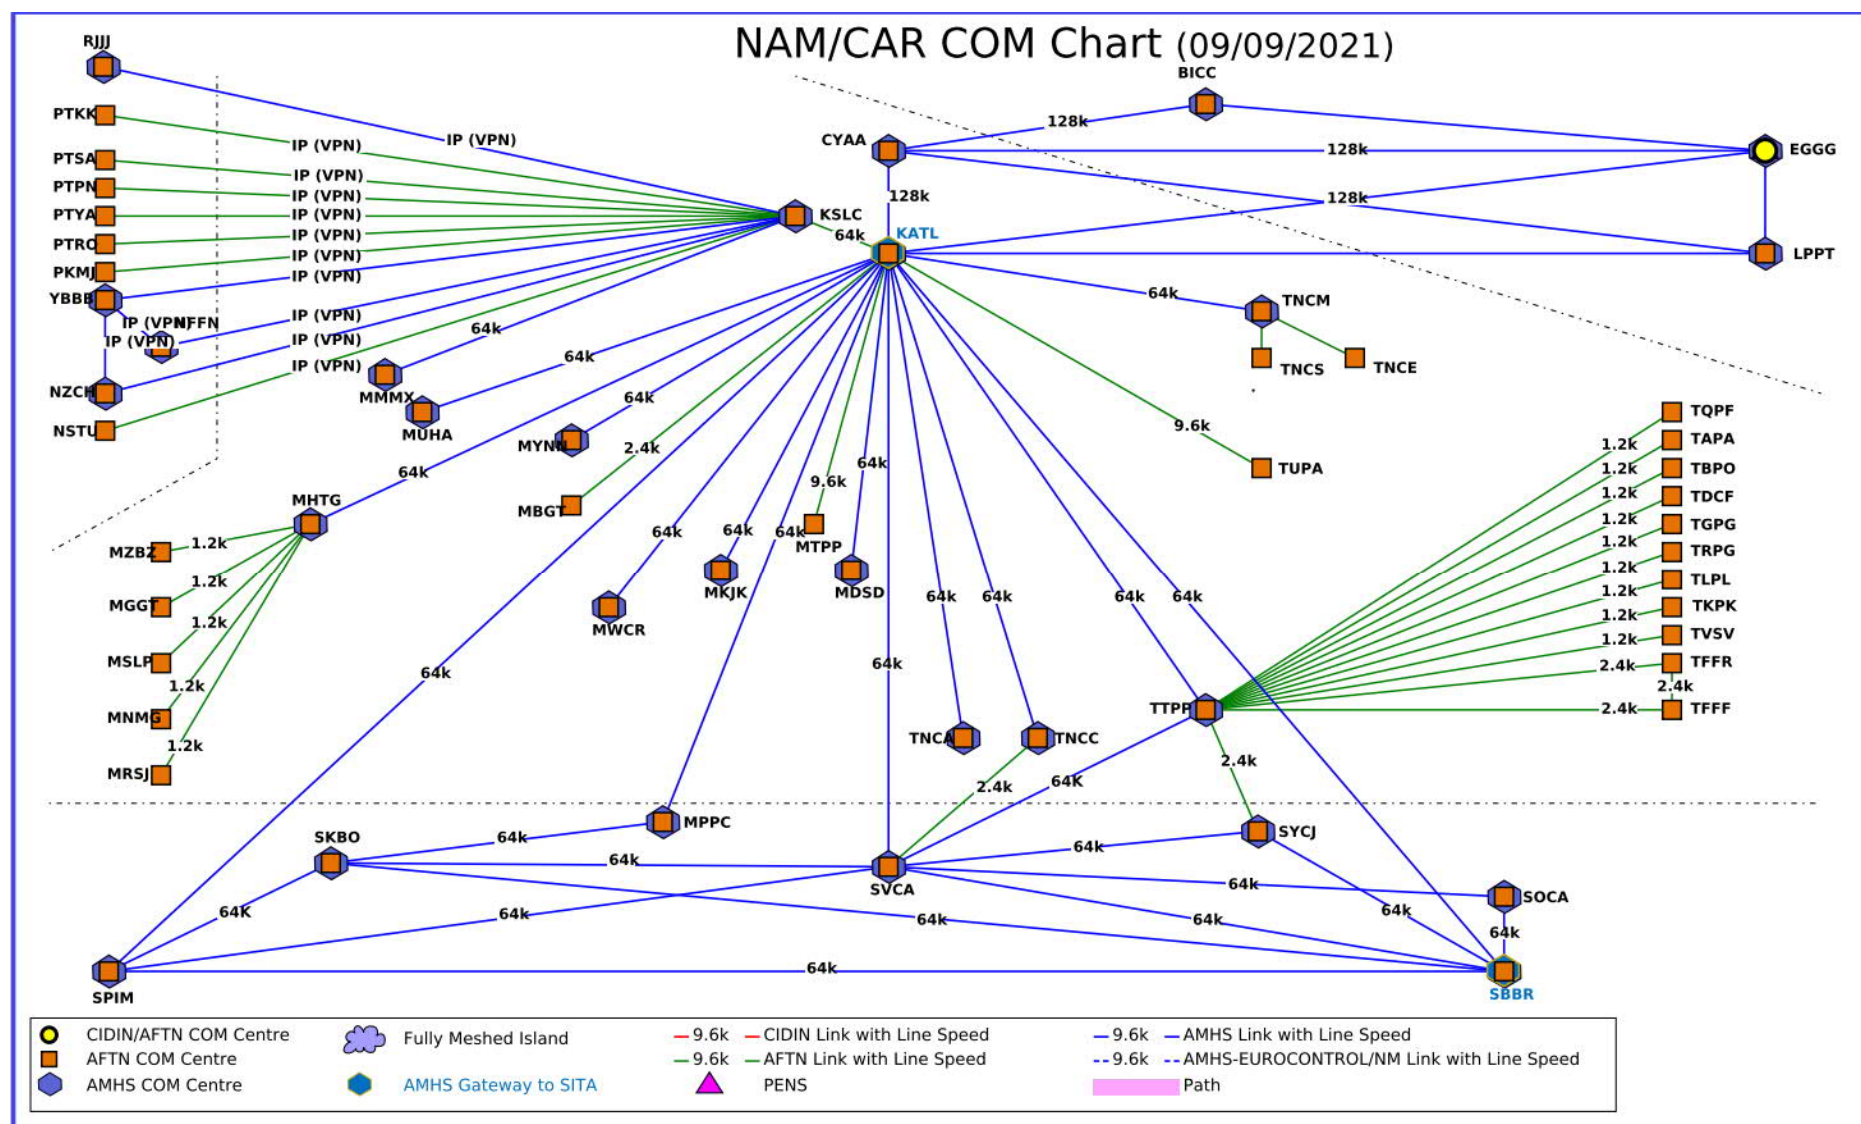 NAM/CAR COM Chart (09/09/2021)
RJJJ
BICC
PTKK
128k
CYAA
IP (VPN)
IP (VPN)
128k
EGGG
PTSA
IP (VPN)
PTPN
IP (VPN)
128k
128k
PTYA
IP (VPN)
KSLC
PTRO
IP (VPN)
64k
KATL
PKMJ
IP (VPN)
LPPT
YBBB
IP (VPN)
64k
TNCM
IP (VPN)
NFFN
IP (VPN)
IP (VPN)
IP (VPN)
64k
64k
TNCS
TNCE
IP (VPN)
NZCH
MMMX
64k
NSTU
MUHA
MYNN
2.4k
9.6k
TQPF
TAPA
1.2k
64k
64k
TUPA
TBPO
1.2k
9.6k
MHTG
MBGT
TDCF
1.2k
TGPG
1.2k
64k
64k
64k
MTPP
MZBZ
1.2k
TRPG
1.2k
1.2k
MGGT
MKJK
MDSD
TLPL
1.2k
1.2k
MWCR
64k
64k
64k
64k
TKPK
1.2k
TVSV
1.2k
MSLP
64k
64k
TFFR
2.4k
1.2k
2.4k
MNMG
TTPP
2.4k
TFFF
1.2k
TNCA
TNCC
MRSJ
2.4k
64K
2.4k
SKBO
64k
MPPC
SYCJ
64k
64k
SVCA
64k
SOCA
64K
64k
64k
64k
64k
64k
SPIM
64k
SBBR
CIDIN/AFTN COM Centre
AFTN COM Centre
AMHS COM Centre
Fully Meshed Island
AMHS Gateway to SITA
9.6k CIDIN Link with Line Speed
9.6k AFTN Link with Line Speed
PENS
9.6k AMHS Link with Line Speed
9.6k AMHS-EUROCONTROL/NM Link with Line Speed
Path